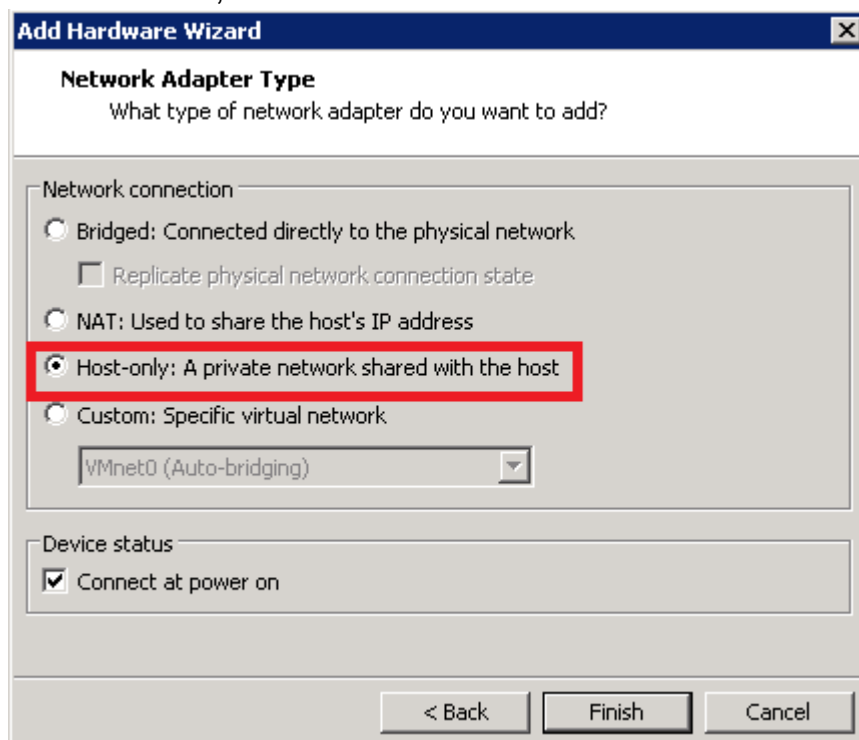 Add Hardware Wizard
Network Adapter Type
What type of network adapter do you want to add?
Network connection
Bridged: Connected directly to the physical network
Replicate physical network connection state
NAT: Used to share the host's IP address
Host-only: A private network shared with the host
Custom: Specific virtual network
VMnet0 (Auto-bridging)
Device status
Connect at power on
< Back
Finish
Cancel